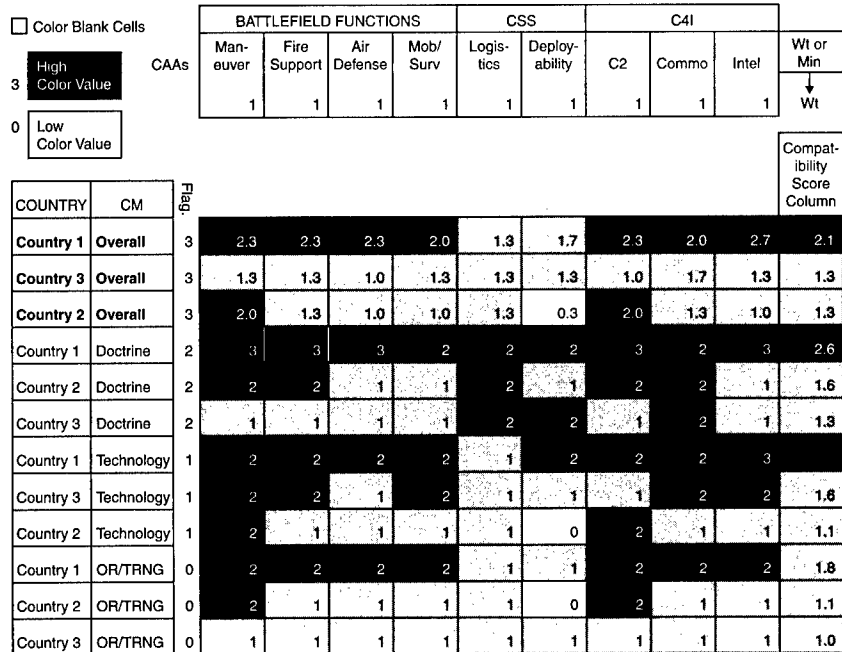 Color Blank Cells
BATTLEFIELD FUNCTIONS CSS C4I
3 High Color Value
0 Low Color Value
CAAs Man-euver Fire Support Air Defense Mob/Surv Logis-tics Deploy-ability C2 Commo Intel Wt or Min
1 1 1 1 1 1 1 1 1 Wt
COUNTRY CM Flag. Compat-ibility Score Column
Country 1 Overall 3 2.3 2.3 2.3 2.0 1.3 1.7 2.3 2.0 2.7 2.1
Country 3 Overall 3 1.3 1.3 1.0 1.3 1.3 1.3 1.0 1.7 1.3 1.3
Country 2 Overall 3 2.0 1.3 1.0 1.0 1.3 0.3 2.0 1.3 1.0 1.3
Country 1 Doctrine 2 3 3 3 2 2 2 3 2 3 2.6
Country 2 Doctrine 2 2 2 1 1 2 1 2 2 1 1.6
Country 3 Doctrine 2 1 1 1 1 2 2 1 2 1 1.3
Country 1 Technology 1 2 2 2 2 1 2 2 2 3
Country 3 Technology 1 2 2 1 2 1 1 1 2 2 1.6
Country 2 Technology 1 2 1 1 1 1 0 2 1 1 1.1
Country 1 OR/TRNG 0 2 2 2 2 1 1 2 2 2 1.8
Country 2 OR/TRNG 0 2 1 1 1 1 0 2 1 1 1.1
Country 3 OR/TRNG 0 1 1 1 1 1 1 1 1 1 1.0